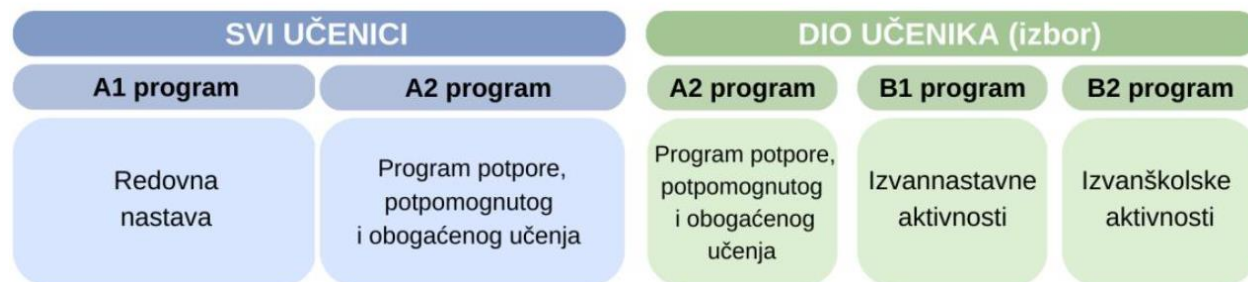 SVI UČENICI
DIO UČENIKA (izbor)
A1 program
A2 program
A2 program
B1 program
B2 program
Redovna
nastava
Program potpore,
potpomognutog
i obogaćenog učenja
Program potpore,
potpomognutog
i obogaćenog
učenja
Izvannastavne
aktivnosti
Izvanškolske
aktivnosti